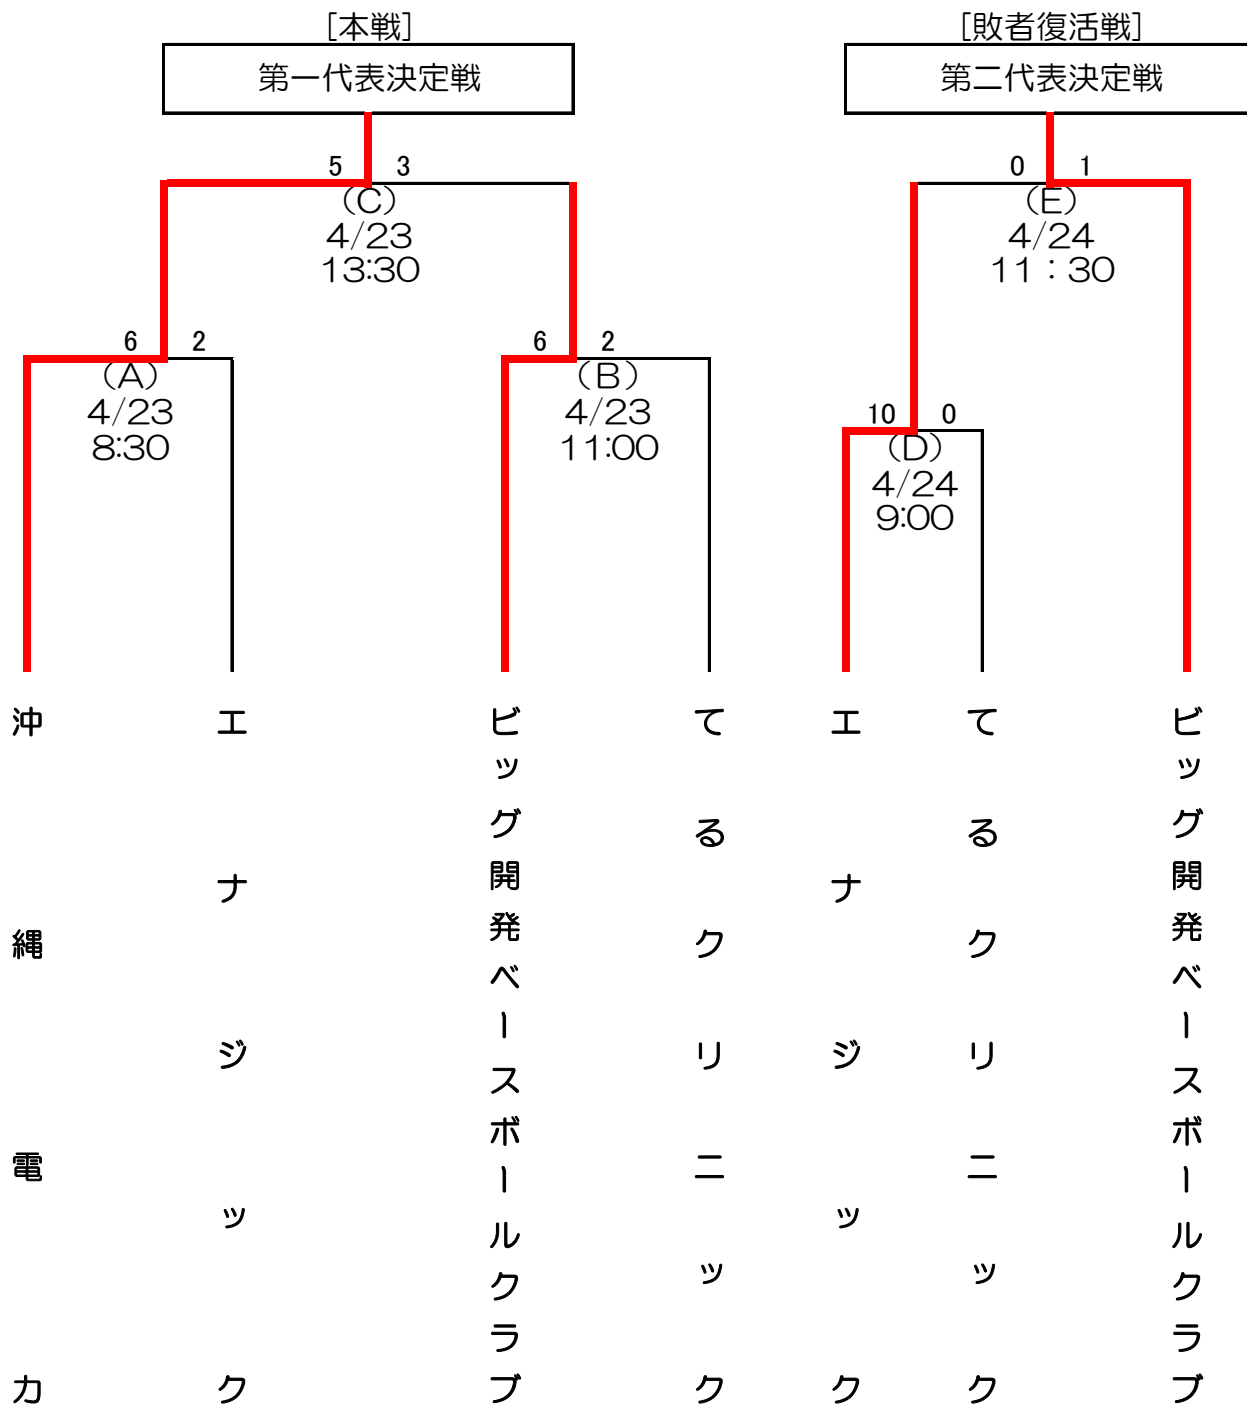 [本戦]
第一代表決定戦
5 3
(C)
4/23
13:30
6 2
(A)
4/23
8:30
6 2
(B)
4/23
11:00
沖縄電力
エナジック
ビッグ開発ベースボールクラブ
てるクリニック
[敗者復活戦]
第二代表決定戦
0 1
(E)
4/24
11：30
10 0
(D)
4/24
9:00
エナジック
てるクリニック
ビッグ開発ベースボールクラブ